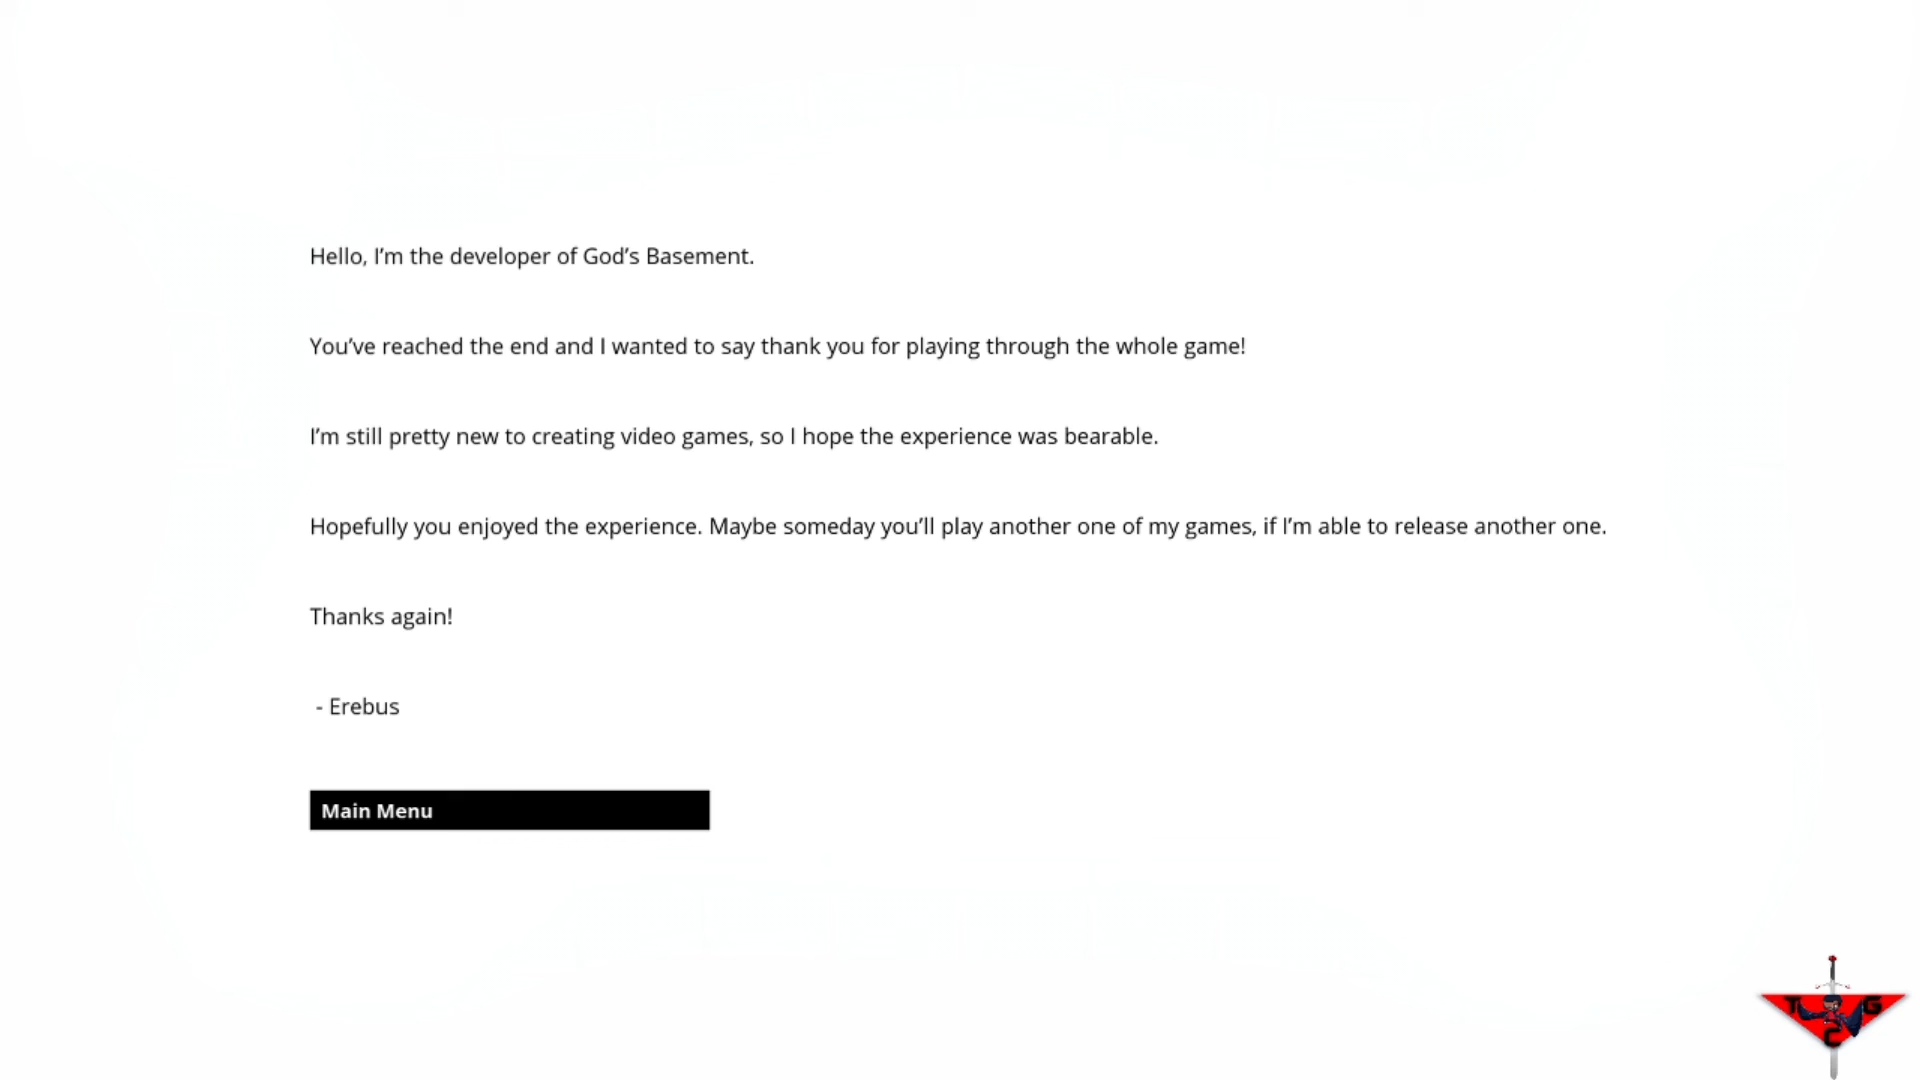 Hello, I’m the developer of God’s Basement.
You’ve reached the end and I wanted to say thank you for playing through the whole game!
I’m still pretty new to creating video games, so I hope the experience was bearable.
Hopefully you enjoyed the experience. Maybe someday you’ll play another one of my games, if I’m able to release another one.
Thanks again!
- Erebus
Main Menu
T G
2